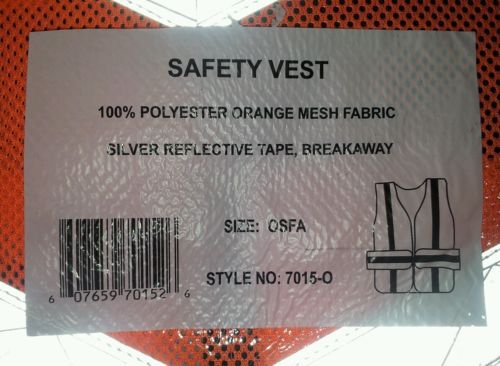 SAFETY VEST
100% POLYESTER ORANGE MESH FABRIC
SILVER REFLECTIVE TAPE, BREAKAWAY
SIZE: OSFA
STYLE NO: 7015-O
6 07659 70152 6